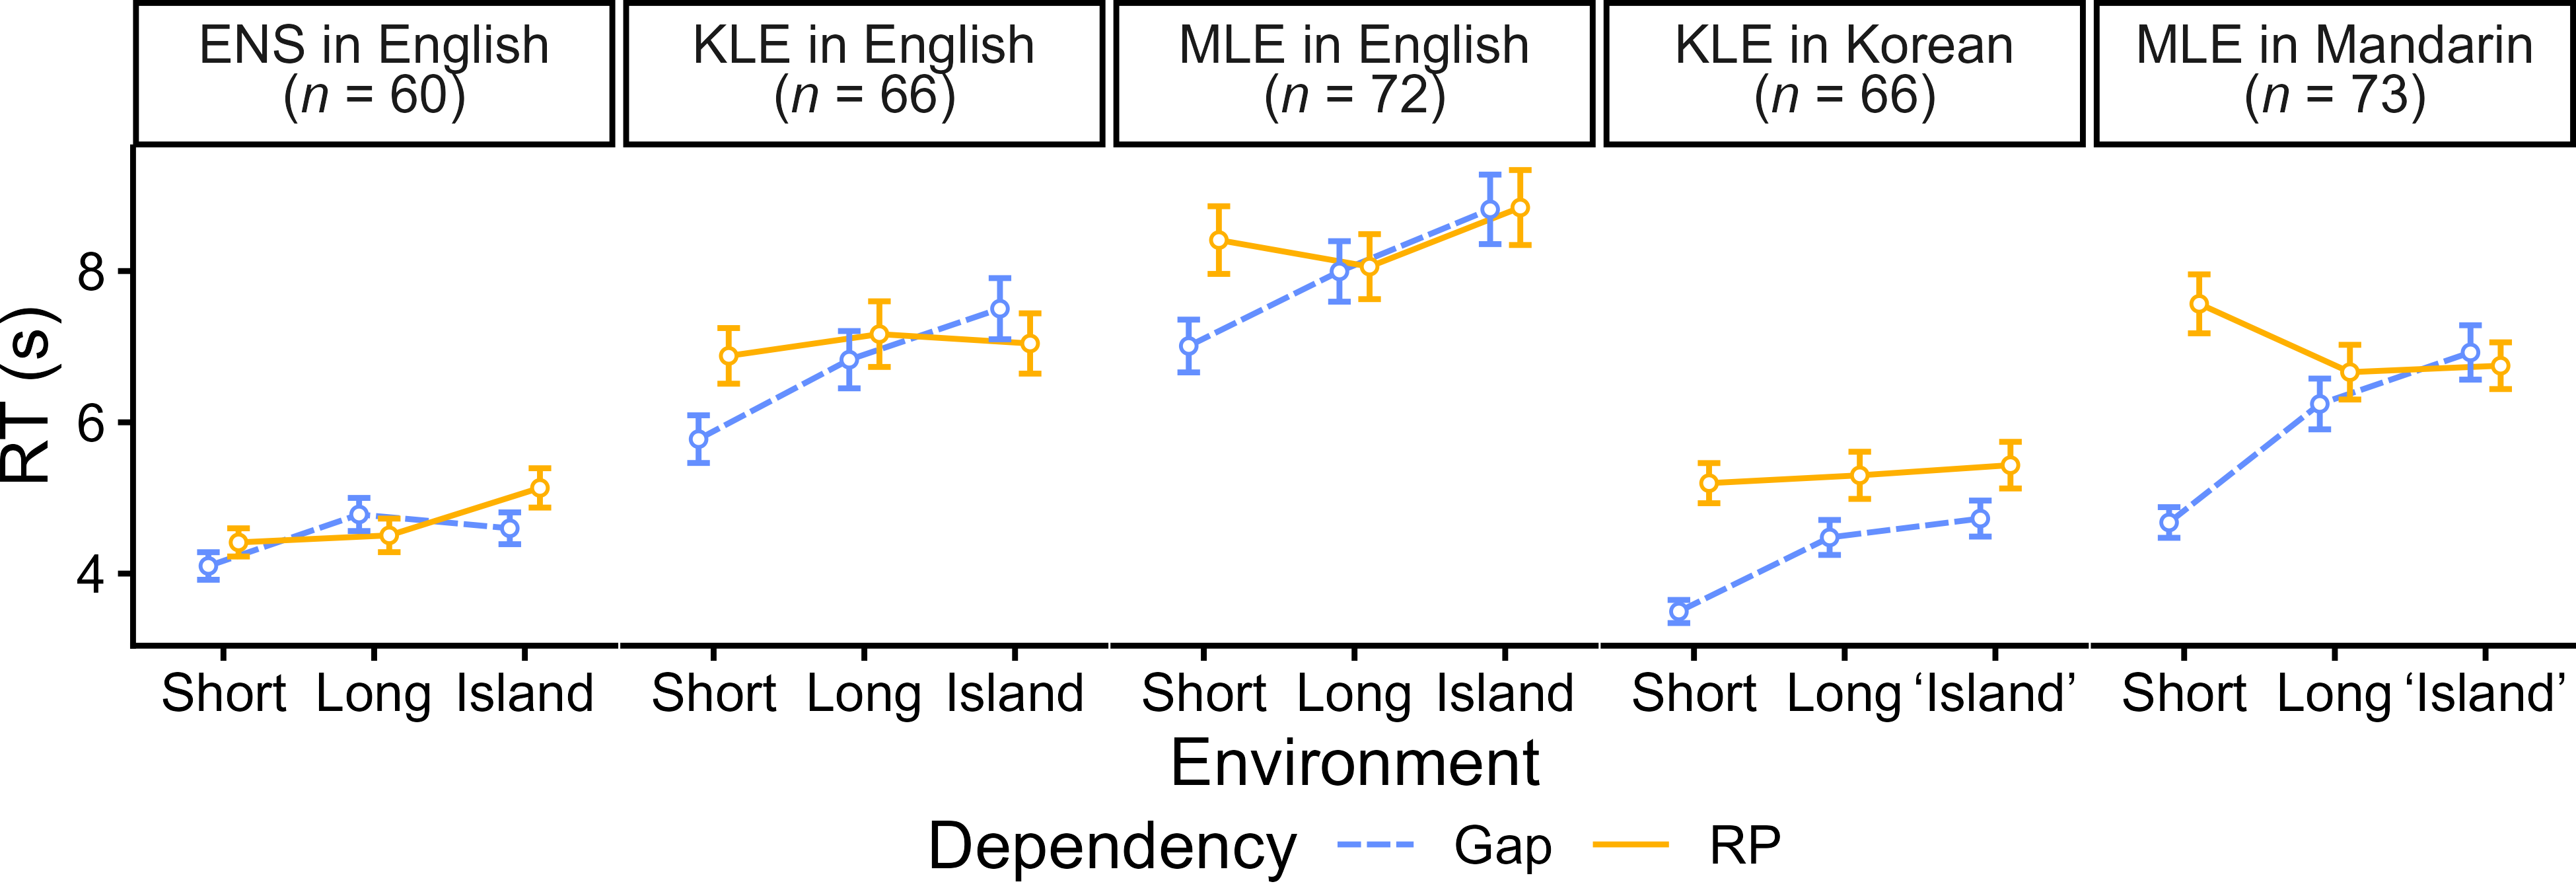 ENS in English
(n = 60)
KLE in English
(n = 66)
MLE in English
(n = 72)
KLE in Korean
(n = 66)
MLE in Mandarin
(n = 73)
RT (s)
8
6
4
Short Long Island
Short Long Island
Short Long Island
Short Long ‘Island’
Short Long ‘Island’
Environment
Dependency Gap RP